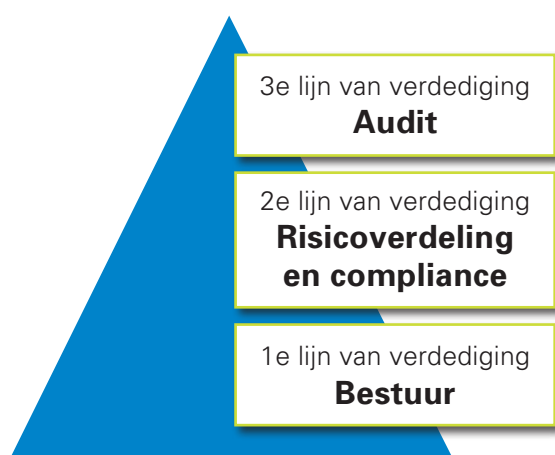 3e lijn van verdediging
Audit
2e lijn van verdediging
Risicoverdeling
en compliance
1e lijn van verdediging
Bestuur